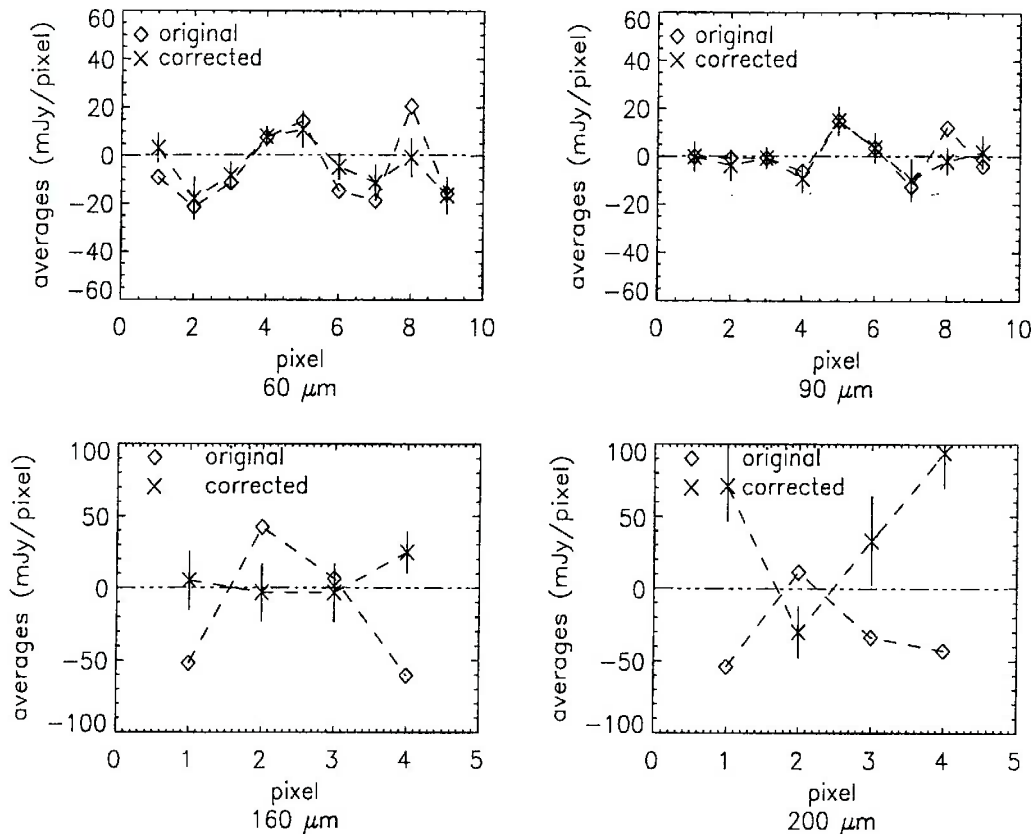 averages (mJy/pixel)
60
40
20
0
−20
−40
−60
original
corrected
0 2 4 6 8 10
pixel
60 μm
averages (mJy/pixel)
60
40
20
0
−20
−40
−60
original
corrected
0 2 4 6 8 10
pixel
90 μm
averages (mJy/pixel)
100
50
0
−50
−100
original
corrected
0 1 2 3 4 5
pixel
160 μm
averages (mJy/pixel)
100
50
0
−50
−100
original
corrected
0 1 2 3 4 5
pixel
200 μm